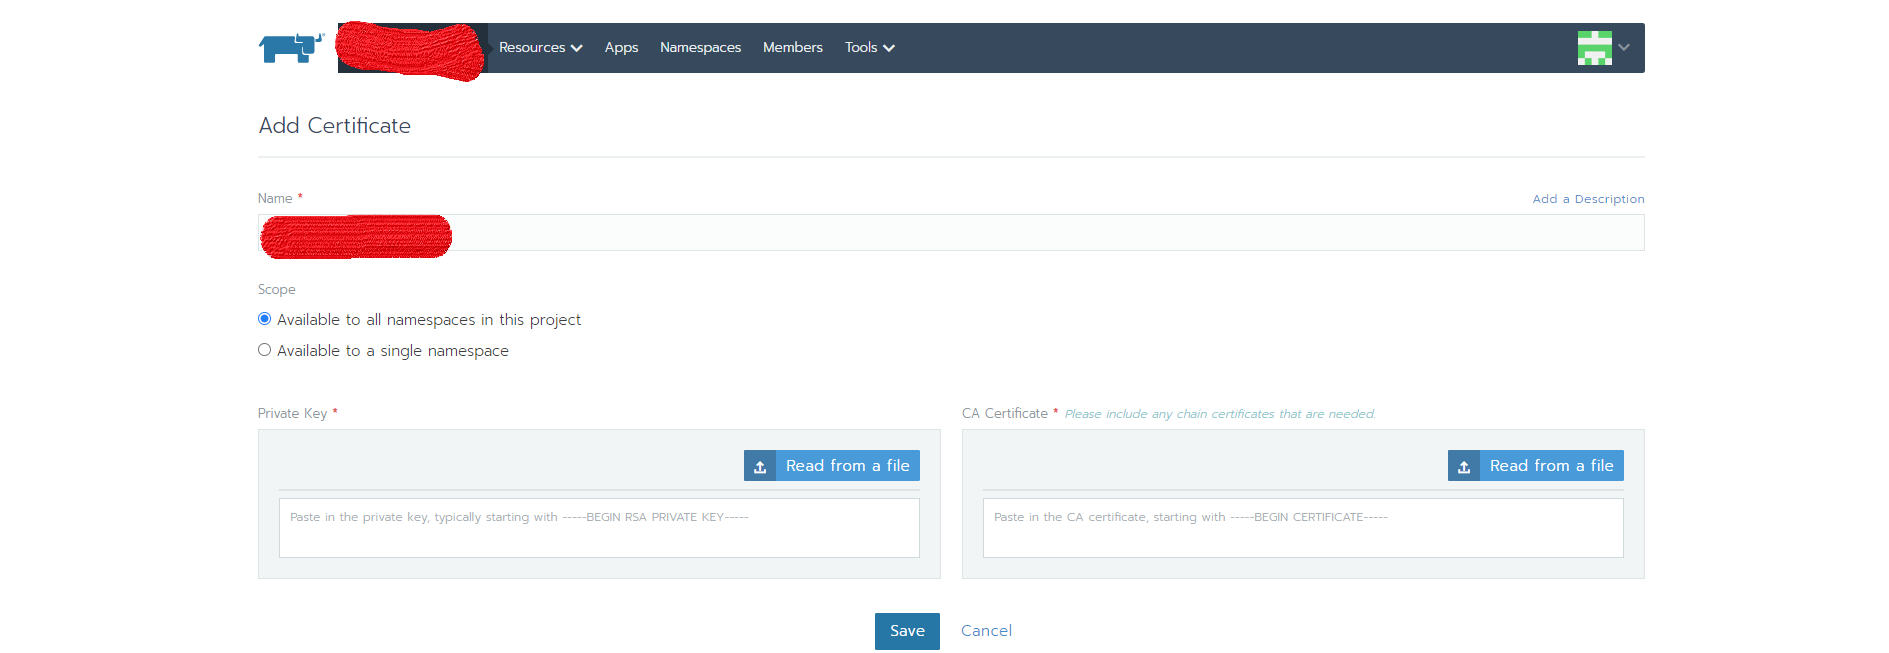 Resources Apps Namespaces Members Tools
Add Certificate
Name * Add a Description
Scope
Available to all namespaces in this project
Available to a single namespace
Private Key * CA Certificate * Please include any chain certificates that are needed.
Read from a file Read from a file
Paste in the private key, typically starting with -----BEGIN RSA PRIVATE KEY----- Paste in the CA certificate, starting with -----BEGIN CERTIFICATE-----
Save Cancel